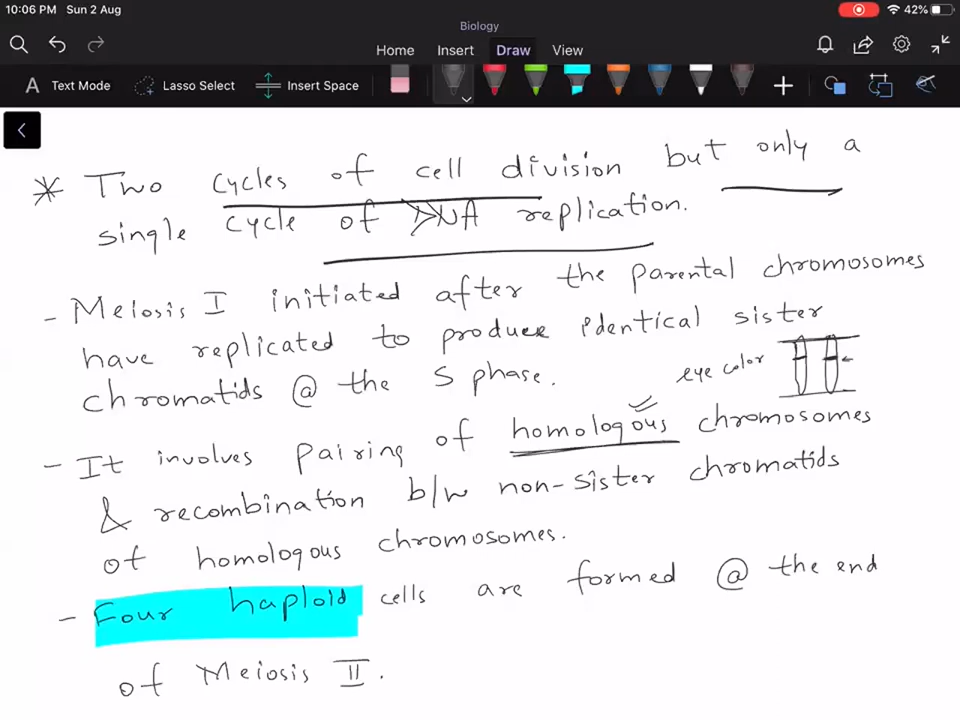 10:06 PM Sun 2 Aug 42%
Biology
Home Insert Draw View
Text Mode Lasso Select Insert Space
* Two cycles of cell division but only a
single cycle of DNA replication.
- Meiosis I initiated after the parental chromosomes
have replicated to produce identical sister
chromatids @ the S phase.
eye color
- It involves pairing of homologous chromosomes
& recombination b/w non-sister chromatids
of homologous chromosomes.
- Four haploid cells are formed @ the end
of Meiosis II.